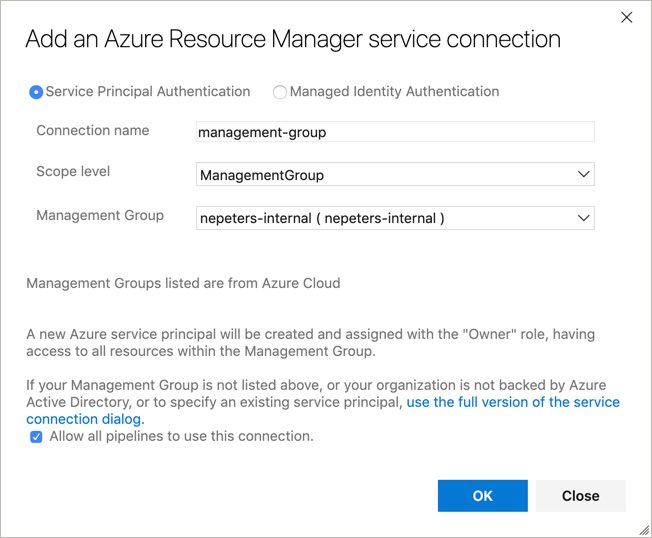 Add an Azure Resource Manager service connection
Service Principal Authentication Managed Identity Authentication
Connection name management-group
Scope level ManagementGroup
Management Group nepeters-internal ( nepeters-internal )
Management Groups listed are from Azure Cloud
A new Azure service principal will be created and assigned with the "Owner" role, having
access to all resources within the Management Group.
If your Management Group is not listed above, or your organization is not backed by Azure
Active Directory, or to specify an existing service principal, use the full version of the service
connection dialog.
Allow all pipelines to use this connection.
OK Close